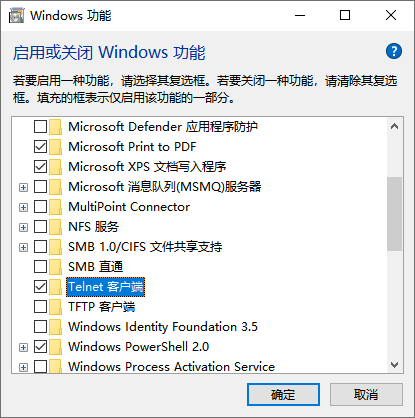 Windows 功能
启用或关闭 Windows 功能
若要启用一种功能，请选择其复选框。若要关闭一种功能，请清除其复选
框。填充的框表示仅启用该功能的一部分。
Microsoft Defender 应用程序防护
Microsoft Print to PDF
Microsoft XPS 文档写入程序
Microsoft 消息队列(MSMQ)服务器
MultiPoint Connector
NFS 服务
SMB 1.0/CIFS 文件共享支持
SMB 直通
Telnet 客户端
TFTP 客户端
Windows Identity Foundation 3.5
Windows PowerShell 2.0
Windows Process Activation Service
确定
取消